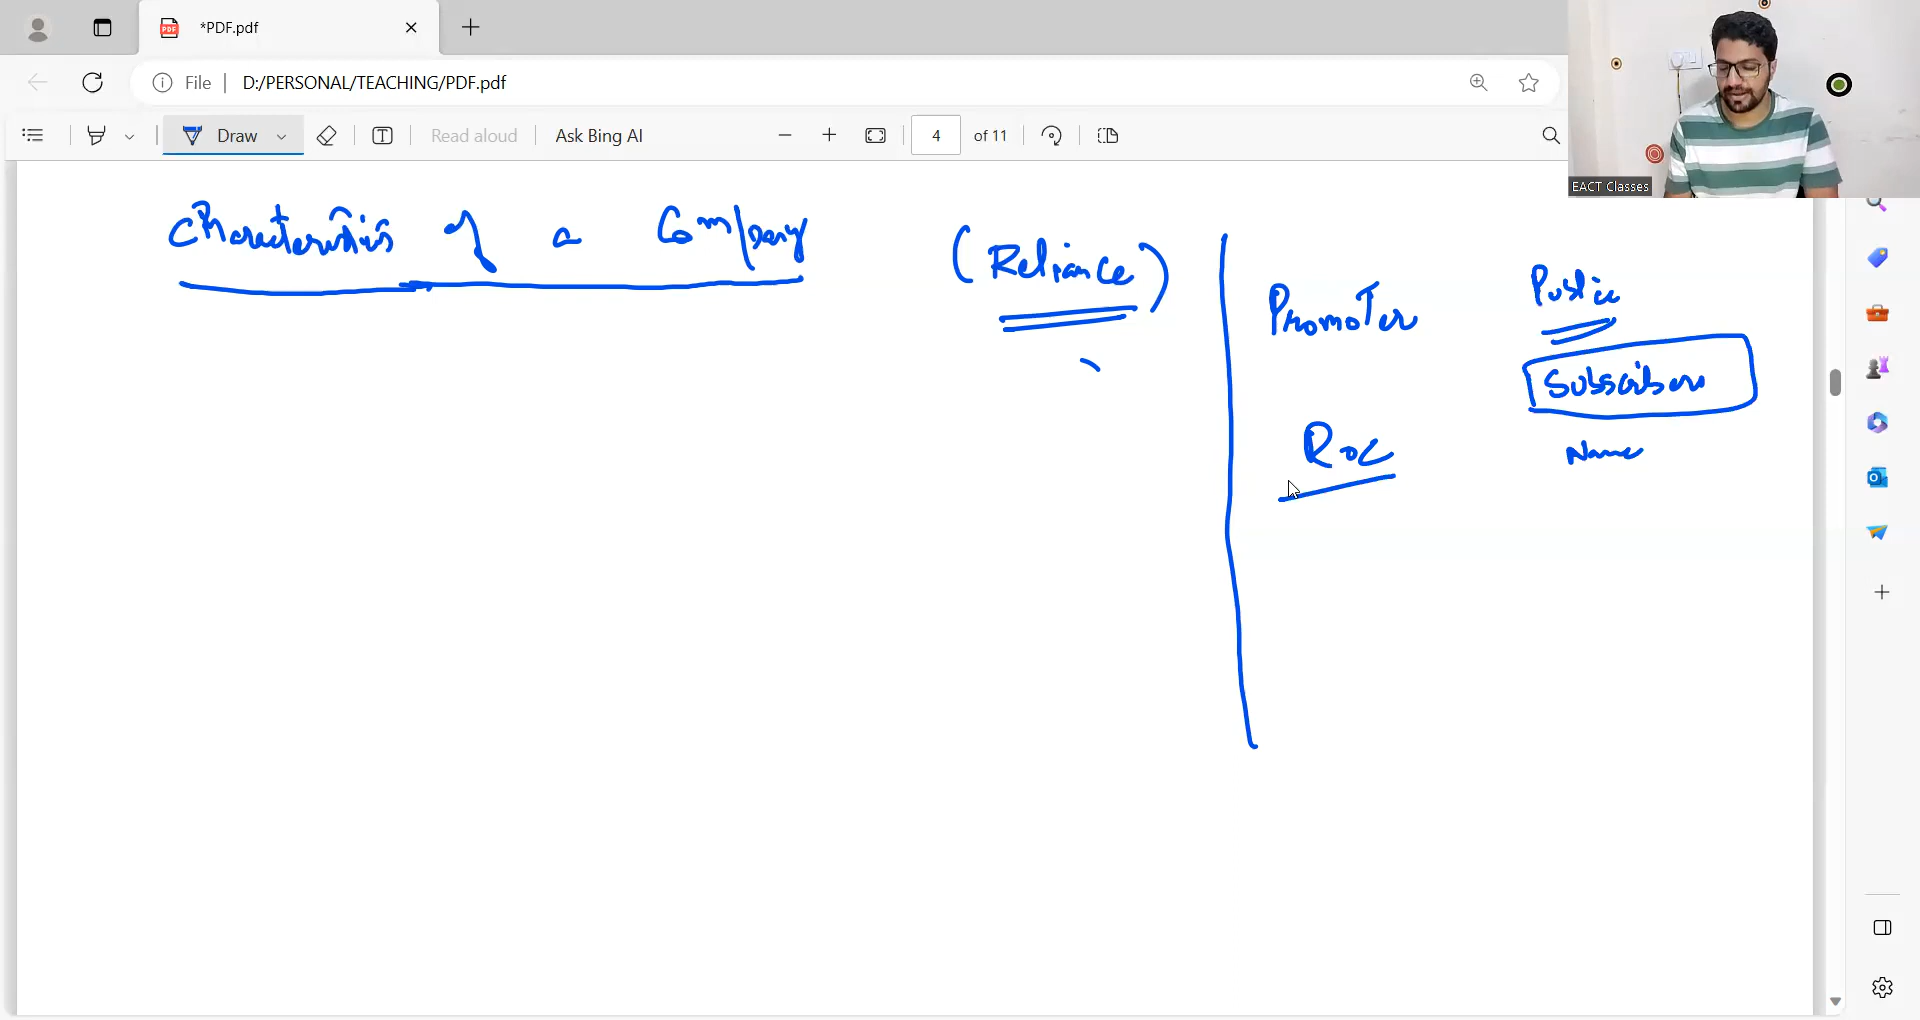 *PDF.pdf
File | D:/PERSONAL/TEACHING/PDF.pdf
Draw
Read aloud
Ask Bing AI
4 of 11
EACT Classes
Characteristics of a Company
(Reliance)
Promoter
Public
Subscribers
ROC
Name